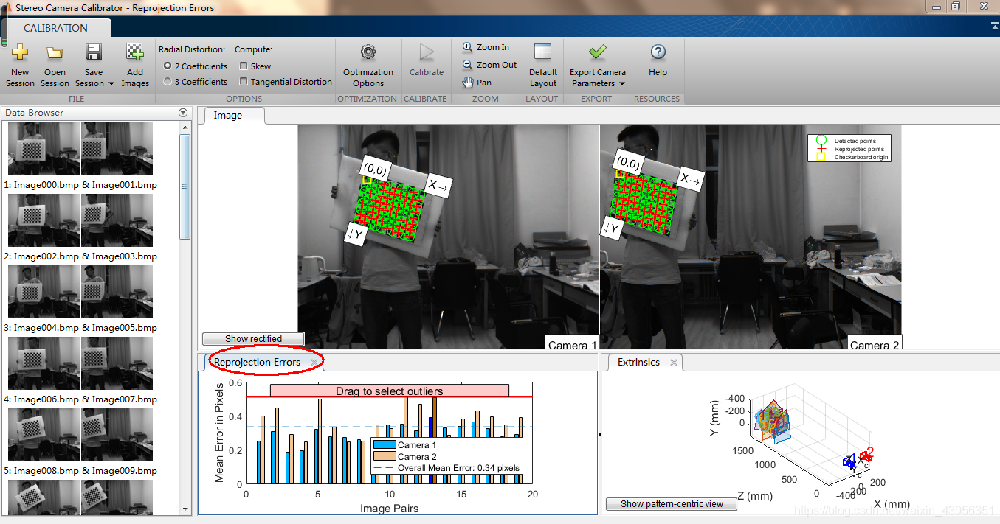 Stereo Camera Calibrator - Reprojection Errors
CALIBRATION
New Session
Open Session
Save Session
Add Images
FILE
Radial Distortion:
2 Coefficients
3 Coefficients
Compute:
Skew
Tangential Distortion
OPTIONS
Optimization Options
OPTIMIZATION
Calibrate
CALIBRATE
Zoom In
Zoom Out
Pan
ZOOM
Default Layout
LAYOUT
Export Camera Parameters
EXPORT
Help
RESOURCES
Data Browser
1: Image000.bmp & Image001.bmp
2: Image002.bmp & Image003.bmp
3: Image004.bmp & Image005.bmp
4: Image006.bmp & Image007.bmp
5: Image008.bmp & Image009.bmp
Image
(0,0)
X→
↓Y
Show rectified
Camera 1
(0,0)
X→
↓Y
Detected points
Reprojected points
Checkerboard origin
Camera 2
Reprojection Errors
Drag to select outliers
Mean Error in Pixels
0.6
0.4
0.2
0
0 5 10 15 20
Image Pairs
Camera 1
Camera 2
Overall Mean Error: 0.34 pixels
Extrinsics
Y (mm)
-400
-200
0
1500
1000
500
0
Z (mm)
-400
-200
0
200
X (mm)
1
2
X
Y
c
c
Show pattern-centric view
https://blog.csdn.net/weixin_43956351